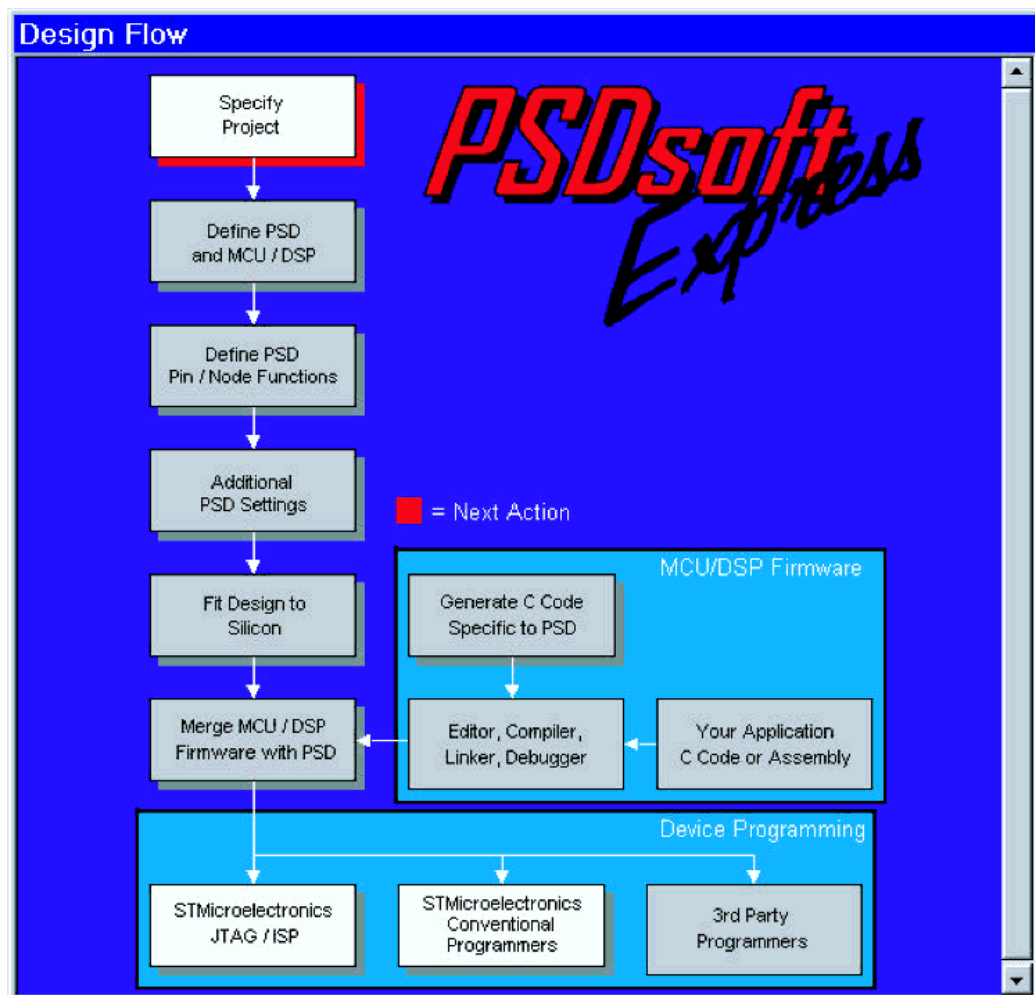 Design Flow
PSDsoft
Express
Specify
Project
Define PSD
and MCU / DSP
Define PSD
Pin / Node Functions
Additional
PSD Settings
= Next Action
Fit Design to
Silicon
MCU/DSP Firmware
Generate C Code
Specific to PSD
Merge MCU / DSP
Firmware with PSD
Editor, Compiler,
Linker, Debugger
Your Application
C Code or Assembly
Device Programming
STMicroelectronics
JTAG / ISP
STMicroelectronics
Conventional
Programmers
3rd Party
Programmers